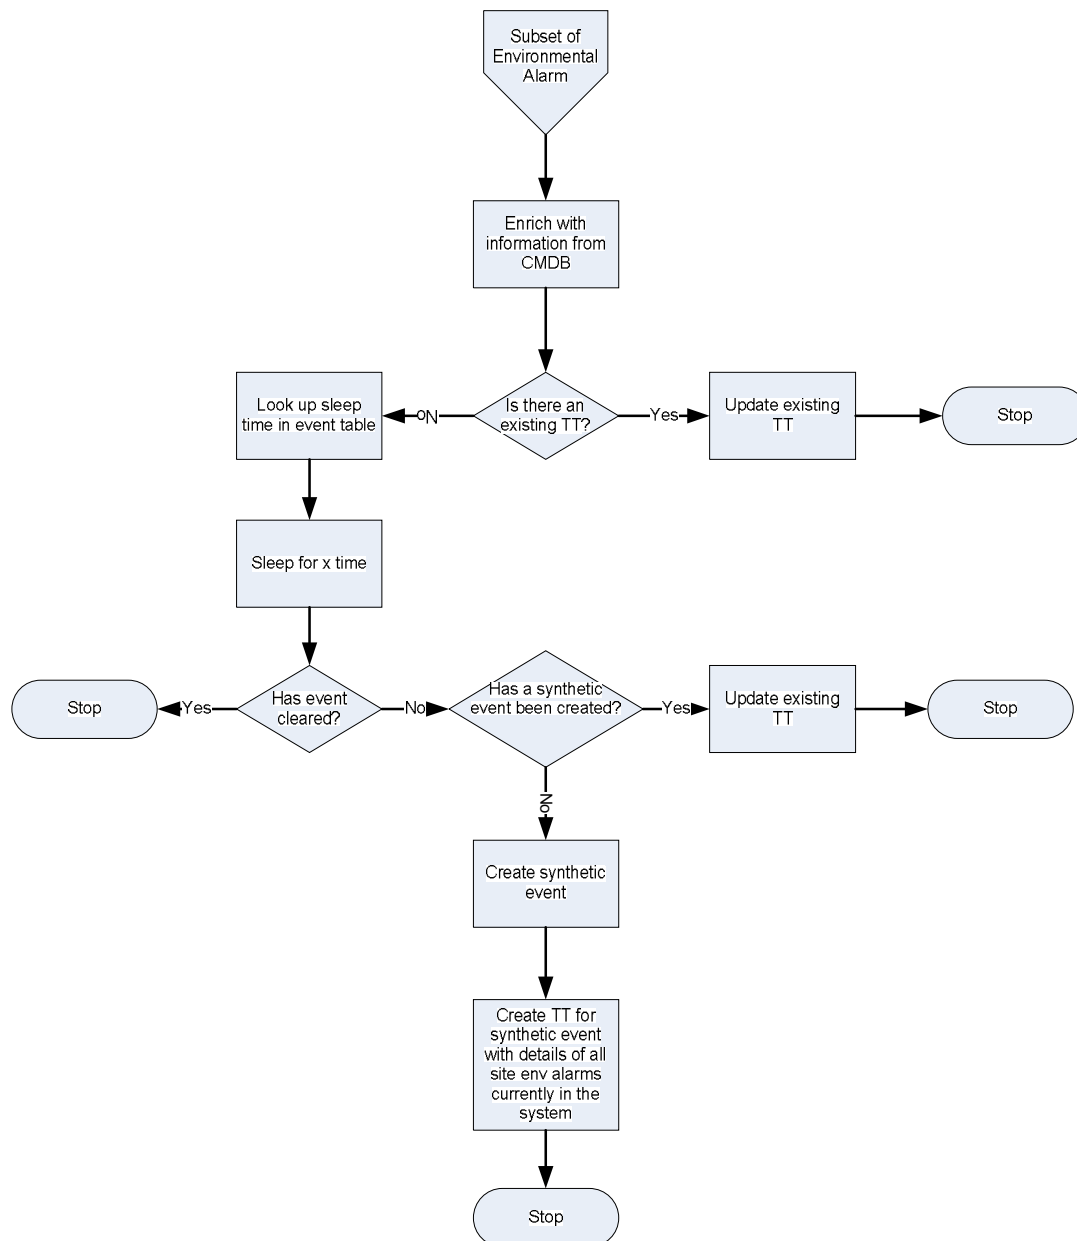 Subset of
Environmental
Alarm
Enrich with
information from
CMDB
Look up sleep
time in event table
No
Is there an
existing TT?
Yes
Update existing
TT
Stop
Sleep for x time
Stop
Yes
Has event
cleared?
No
Has a synthetic
event been created?
Yes
Update existing
TT
Stop
No
Create synthetic
event
Create TT for
synthetic event
with details of all
site env alarms
currently in the
system
Stop